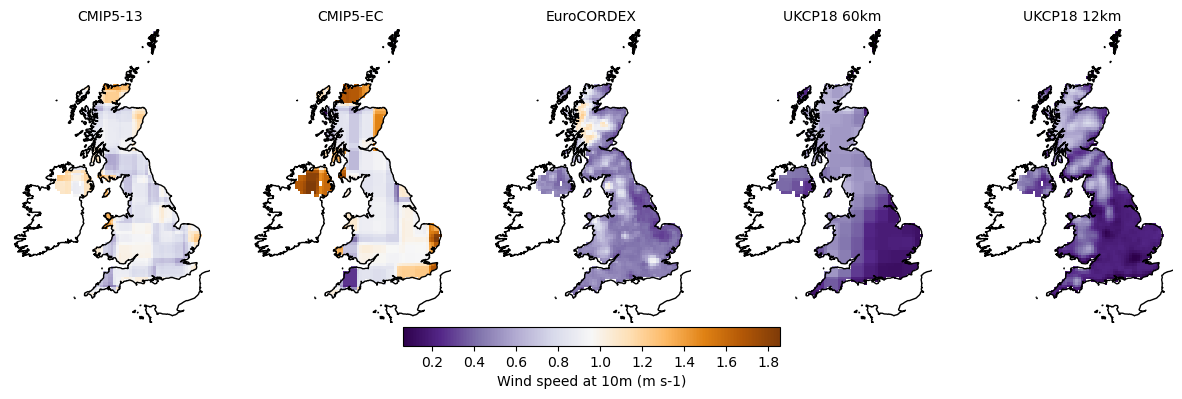 CMIP5-13 CMIP5-EC EuroCORDEX UKCP18 60km UKCP18 12km
0.2 0.4 0.6 0.8 1.0 1.2 1.4 1.6 1.8
Wind speed at 10m (m s-1)